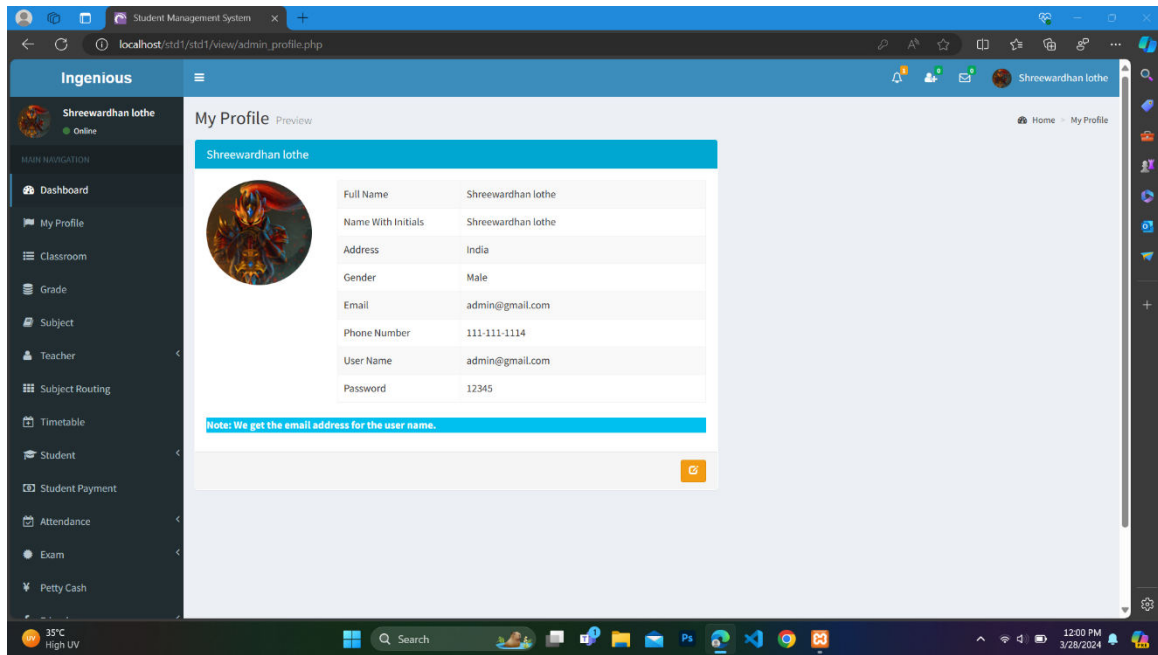 Student Management System
localhost/std1/std1/view/admin_profile.php
Ingenious
Shreewardhan lothe
Shreewardhan lothe
Online
My Profile Preview
Home > My Profile
MAIN NAVIGATION
Shreewardhan lothe
Dashboard
My Profile
Classroom
Grade
Subject
Teacher
Subject Routing
Timetable
Student
Student Payment
Attendance
Exam
Petty Cash
Full Name Shreewardhan lothe
Name With Initials Shreewardhan lothe
Address India
Gender Male
Email admin@gmail.com
Phone Number 111-111-1114
User Name admin@gmail.com
Password 12345
Note: We get the email address for the user name.
35°C
High UV
Search
12:00 PM
3/28/2024